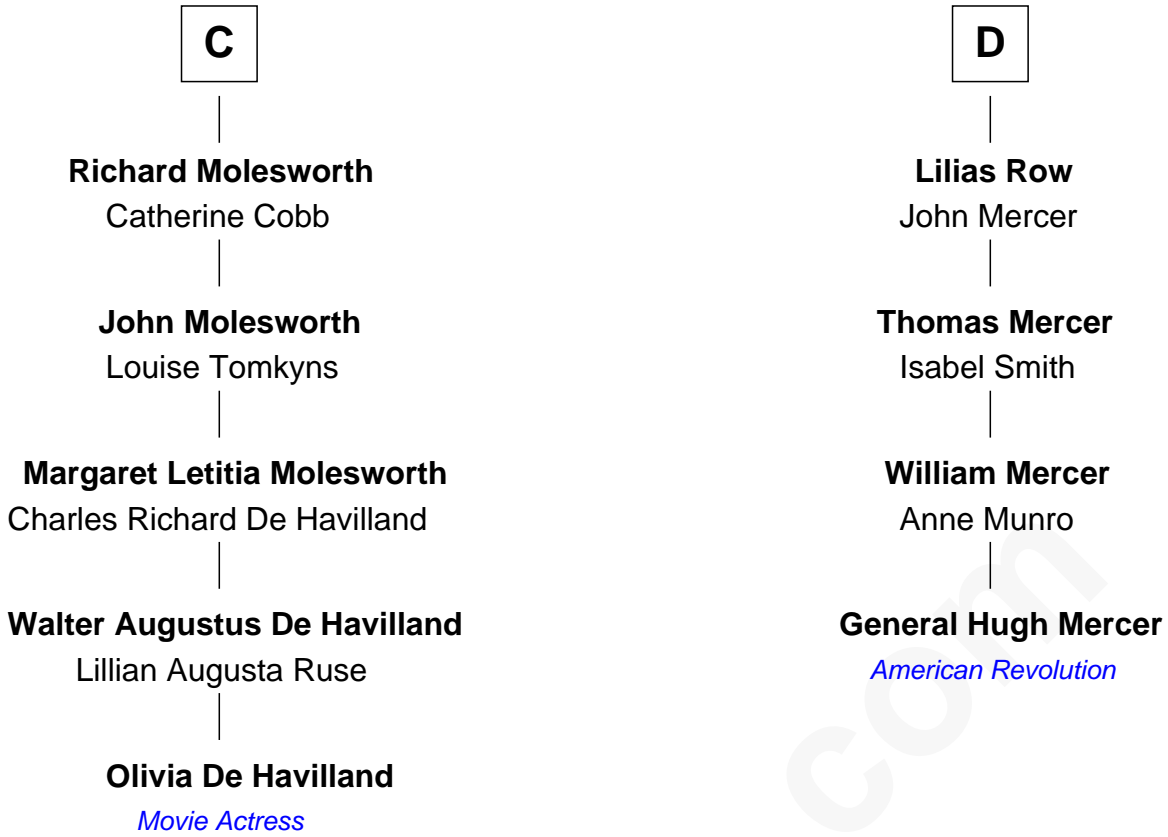 C
Richard Molesworth
Catherine Cobb
John Molesworth
Louise Tomkyns
Margaret Letitia Molesworth
Charles Richard De Havilland
Walter Augustus De Havilland
Lillian Augusta Ruse
Olivia De Havilland
Movie Actress
D
Lilias Row
John Mercer
Thomas Mercer
Isabel Smith
William Mercer
Anne Munro
General Hugh Mercer
American Revolution
com